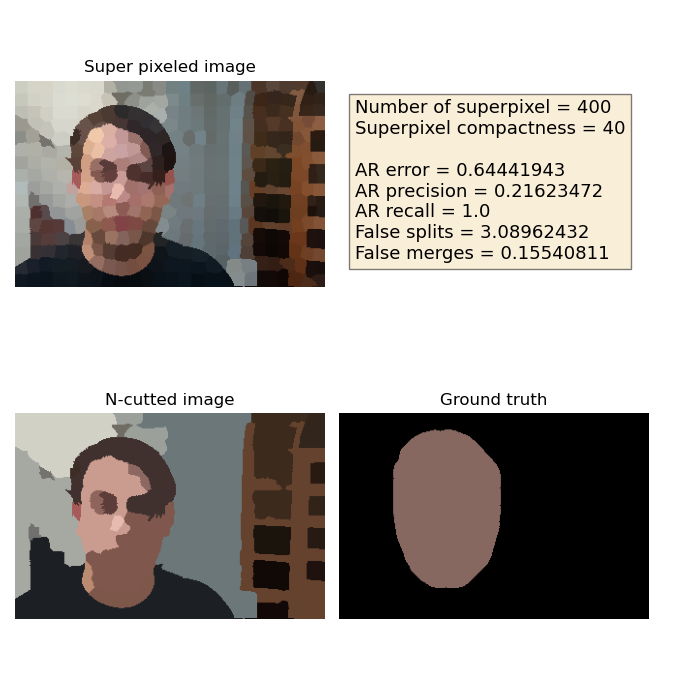 Super pixeled image
Number of superpixel = 400
Superpixel compactness = 40
AR error = 0.64441943
AR precision = 0.21623472
AR recall = 1.0
False splits = 3.08962432
False merges = 0.15540811
N-cutted image
Ground truth